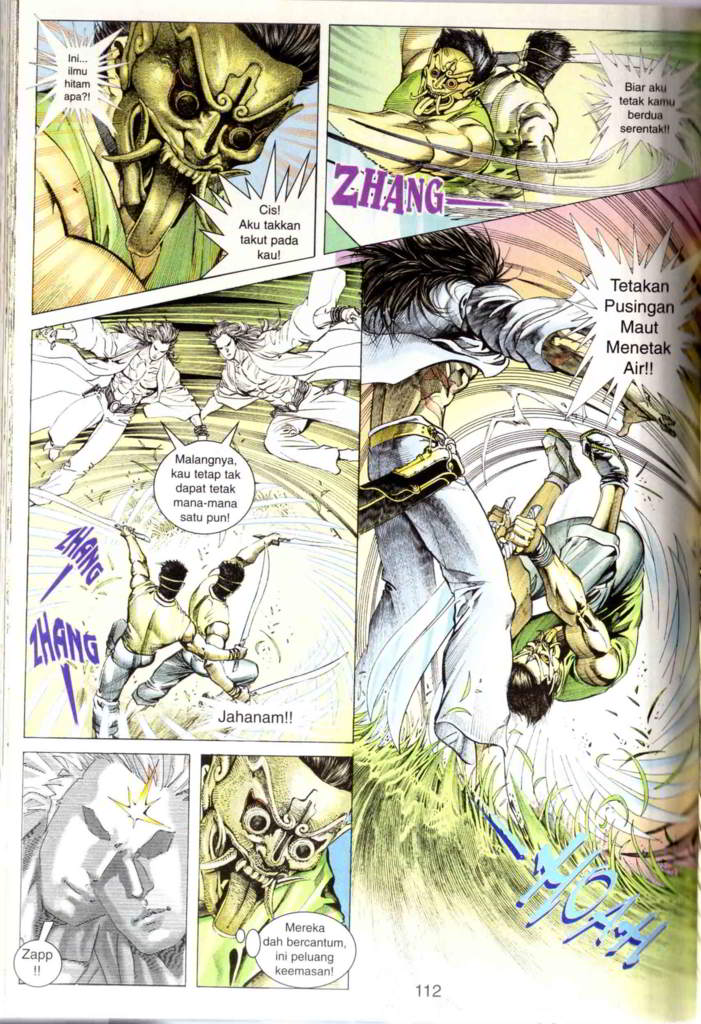 Ini...
ilmu
hitam
apa?!
Cis!
Aku takkan
takut pada
kau!
Biar aku
tetak kamu
berdua
serentak!!
ZHANG
Tetakan
Pusingan
Maut
Menetak
Air!!
Malangnya,
kau tetap tak
dapat tetak
mana-mana
satu pun!
ZHANG
ZHANG
Jahanam!!
HOAAH
Zapp
!!
Mereka
dah bercantum,
ini peluang
keemasan!
112